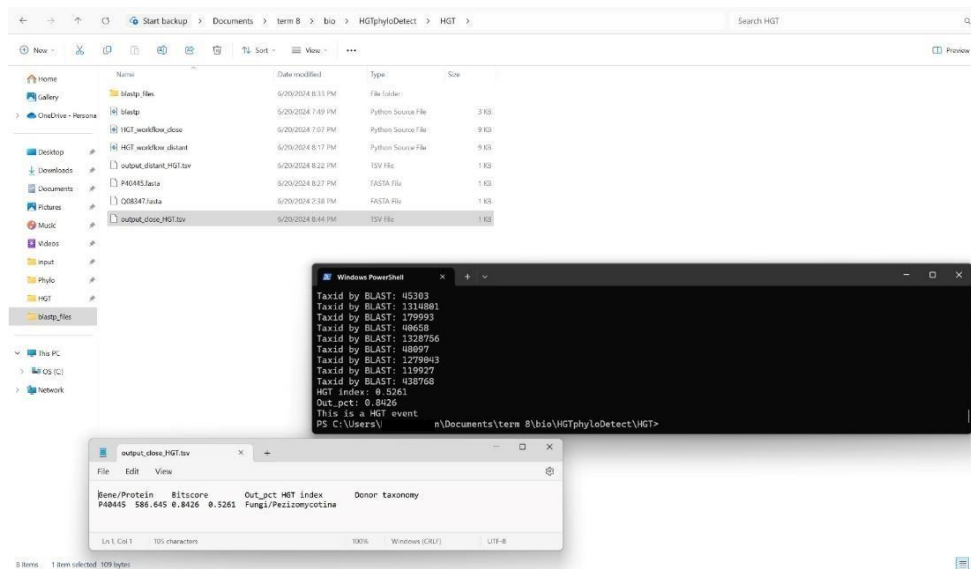 Start backup > Documents > term 8 > bio > HGTphyloDetect > HGT >
Search HGT
New
Sort
View
Preview
Name
Date modified
Type
Size
Home
Gallery
OneDrive - Persona
Desktop
Downloads
Documents
Pictures
Music
Videos
input
Phylo
HGT
blastp_files
This PC
OS (C:)
Network
blastp_files 6/20/2024 8:33 PM File folder
blastp 6/20/2024 7:49 PM Python Source File 3 KB
HGT_workflow_close 6/20/2024 7:07 PM Python Source File 9 KB
HGT_workflow_distant 6/20/2024 8:17 PM Python Source File 9 KB
output_distant_HGT.tsv 6/20/2024 8:22 PM TSV File 1 KB
P40445.fasta 6/20/2024 8:27 PM FASTA File 1 KB
Q08347.fasta 6/20/2024 2:38 PM FASTA File 1 KB
output_close_HGT.tsv 6/20/2024 8:44 PM TSV File 1 KB
Windows PowerShell
Taxid by BLAST: 45303
Taxid by BLAST: 1314801
Taxid by BLAST: 179993
Taxid by BLAST: 40658
Taxid by BLAST: 1328756
Taxid by BLAST: 48097
Taxid by BLAST: 1279043
Taxid by BLAST: 119927
Taxid by BLAST: 438768
HGT index: 0.5261
Out_pct: 0.8426
This is a HGT event
PS C:\Users\ n\Documents\term 8\bio\HGTphyloDetect\HGT>
output_close_HGT.tsv
File Edit View
Gene/Protein Bitscore Out_pct HGT index Donor taxonomy
P40445 586.645 0.8426 0.5261 Fungi/Pezizomycotina
Ln 1, Col 1 105 characters 100% Windows (CRLF) UTF-8
8 items 1 item selected 109 bytes